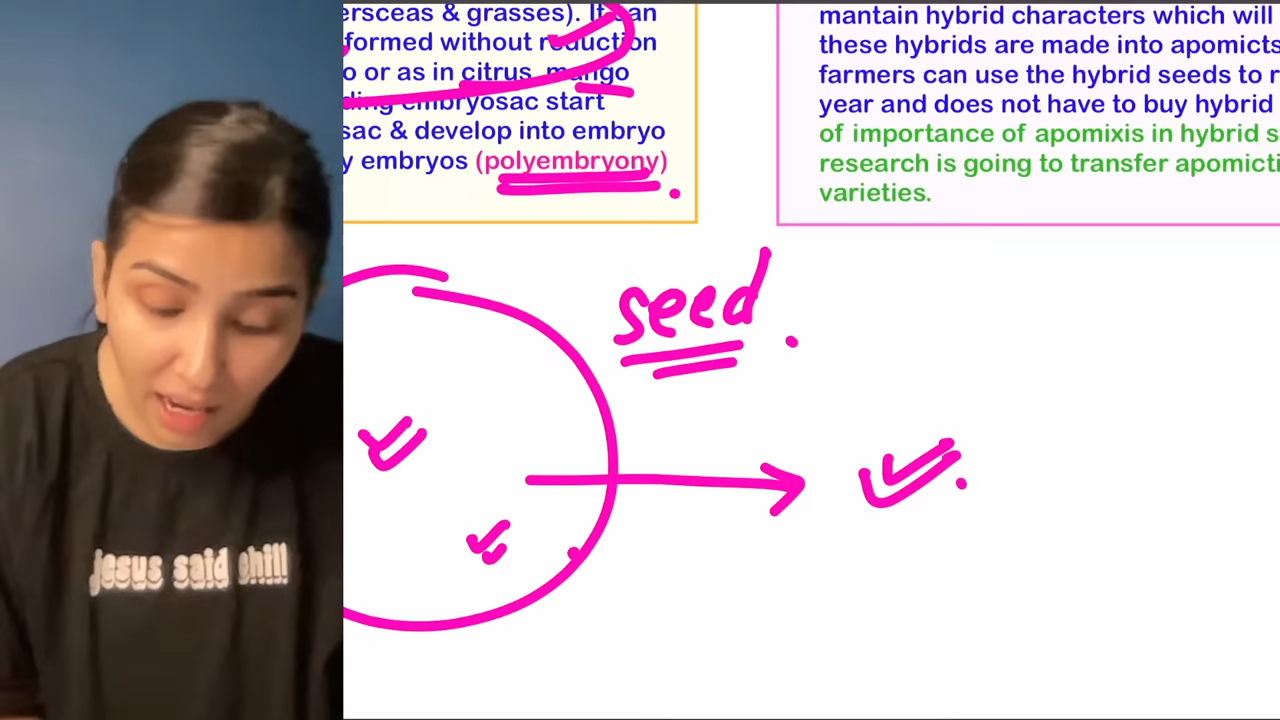 ersceas & grasses). It can
formed without reduction
o or as in citrus, mango
ding embryosac start
sac & develop into embryo
y embryos (polyembryony)
mantain hybrid characters which will
these hybrids are made into apomicts
farmers can use the hybrid seeds to r
year and does not have to buy hybrid
of importance of apomixis in hybrid s
research is going to transfer apomicti
varieties.
seed.
jesus said chill